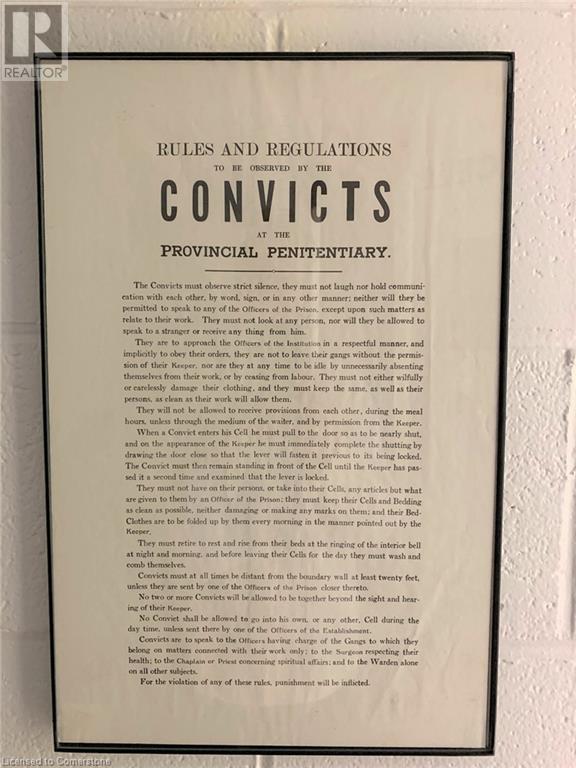 REALTOR®
RULES AND REGULATIONS
TO BE OBSERVED BY THE
CONVICTS
AT THE
PROVINCIAL PENITENTIARY.
The Convicts must observe strict silence, they must not laugh nor hold communi-
cation with each other, by word, sign, or in any other manner; neither will they be
permitted to speak to any of the Officers of the Prison, except upon such matters as
relate to their work. They must not look at any person, nor will they be allowed to
speak to a stranger or receive any thing from him.
They are to approach the Officers of the Institution in a respectful manner, and
implicitly to obey their orders, they are not to leave their gangs without the permis-
sion of their Keeper, nor are they at any time to be idle by unnecessarily absenting
themselves from their work, or by ceasing from labour. They must not either wilfully
or carelessly damage their clothing, and they must keep the same, as well as their
persons, as clean as their work will allow them.
They will not be allowed to receive provisions from each other, during the meal
hours, unless through the medium of the waiter, and by permission from the Keeper.
When a Convict enters his Cell he must pull to the door so as to be nearly shut,
and on the appearance of the Keeper he must immediately complete the shutting by
drawing the door close so that the lever will fasten it previous to its being locked.
The Convict must then remain standing in front of the Cell until the Keeper has pas-
sed it a second time and examined that the lever is locked.
They must not have on their persons, or take into their Cells, any articles but what
are given to them by an Officer of the Prison; they must keep their Cells and Bedding
as clean as possible, neither damaging or making any marks on them; and their Bed-
Clothes are to be folded up by them every morning in the manner pointed out by the
Keeper.
They must retire to rest and rise from their beds at the ringing of the interior bell
at night and morning, and before leaving their Cells for the day they must wash and
comb themselves.
Convicts must at all times be distant from the boundary wall at least twenty feet,
unless they are sent by one of the Officers of the Prison closer thereto.
No two or more Convicts will be allowed to be together beyond the sight and hear-
ing of their Keeper.
No Convict shall be allowed to go into his own, or any other, Cell during the
day time, unless sent there by one of the Officers of the Establishment.
Convicts are to speak to the Officers having charge of the Gangs to which they
belong on matters connected with their work only; to the Surgeon respecting their
health; to the Chaplain or Priest concerning spiritual affairs; and to the Warden alone
on all other subjects.
For the violation of any of these rules, punishment will be inflicted.
Licensed to Cornerstone